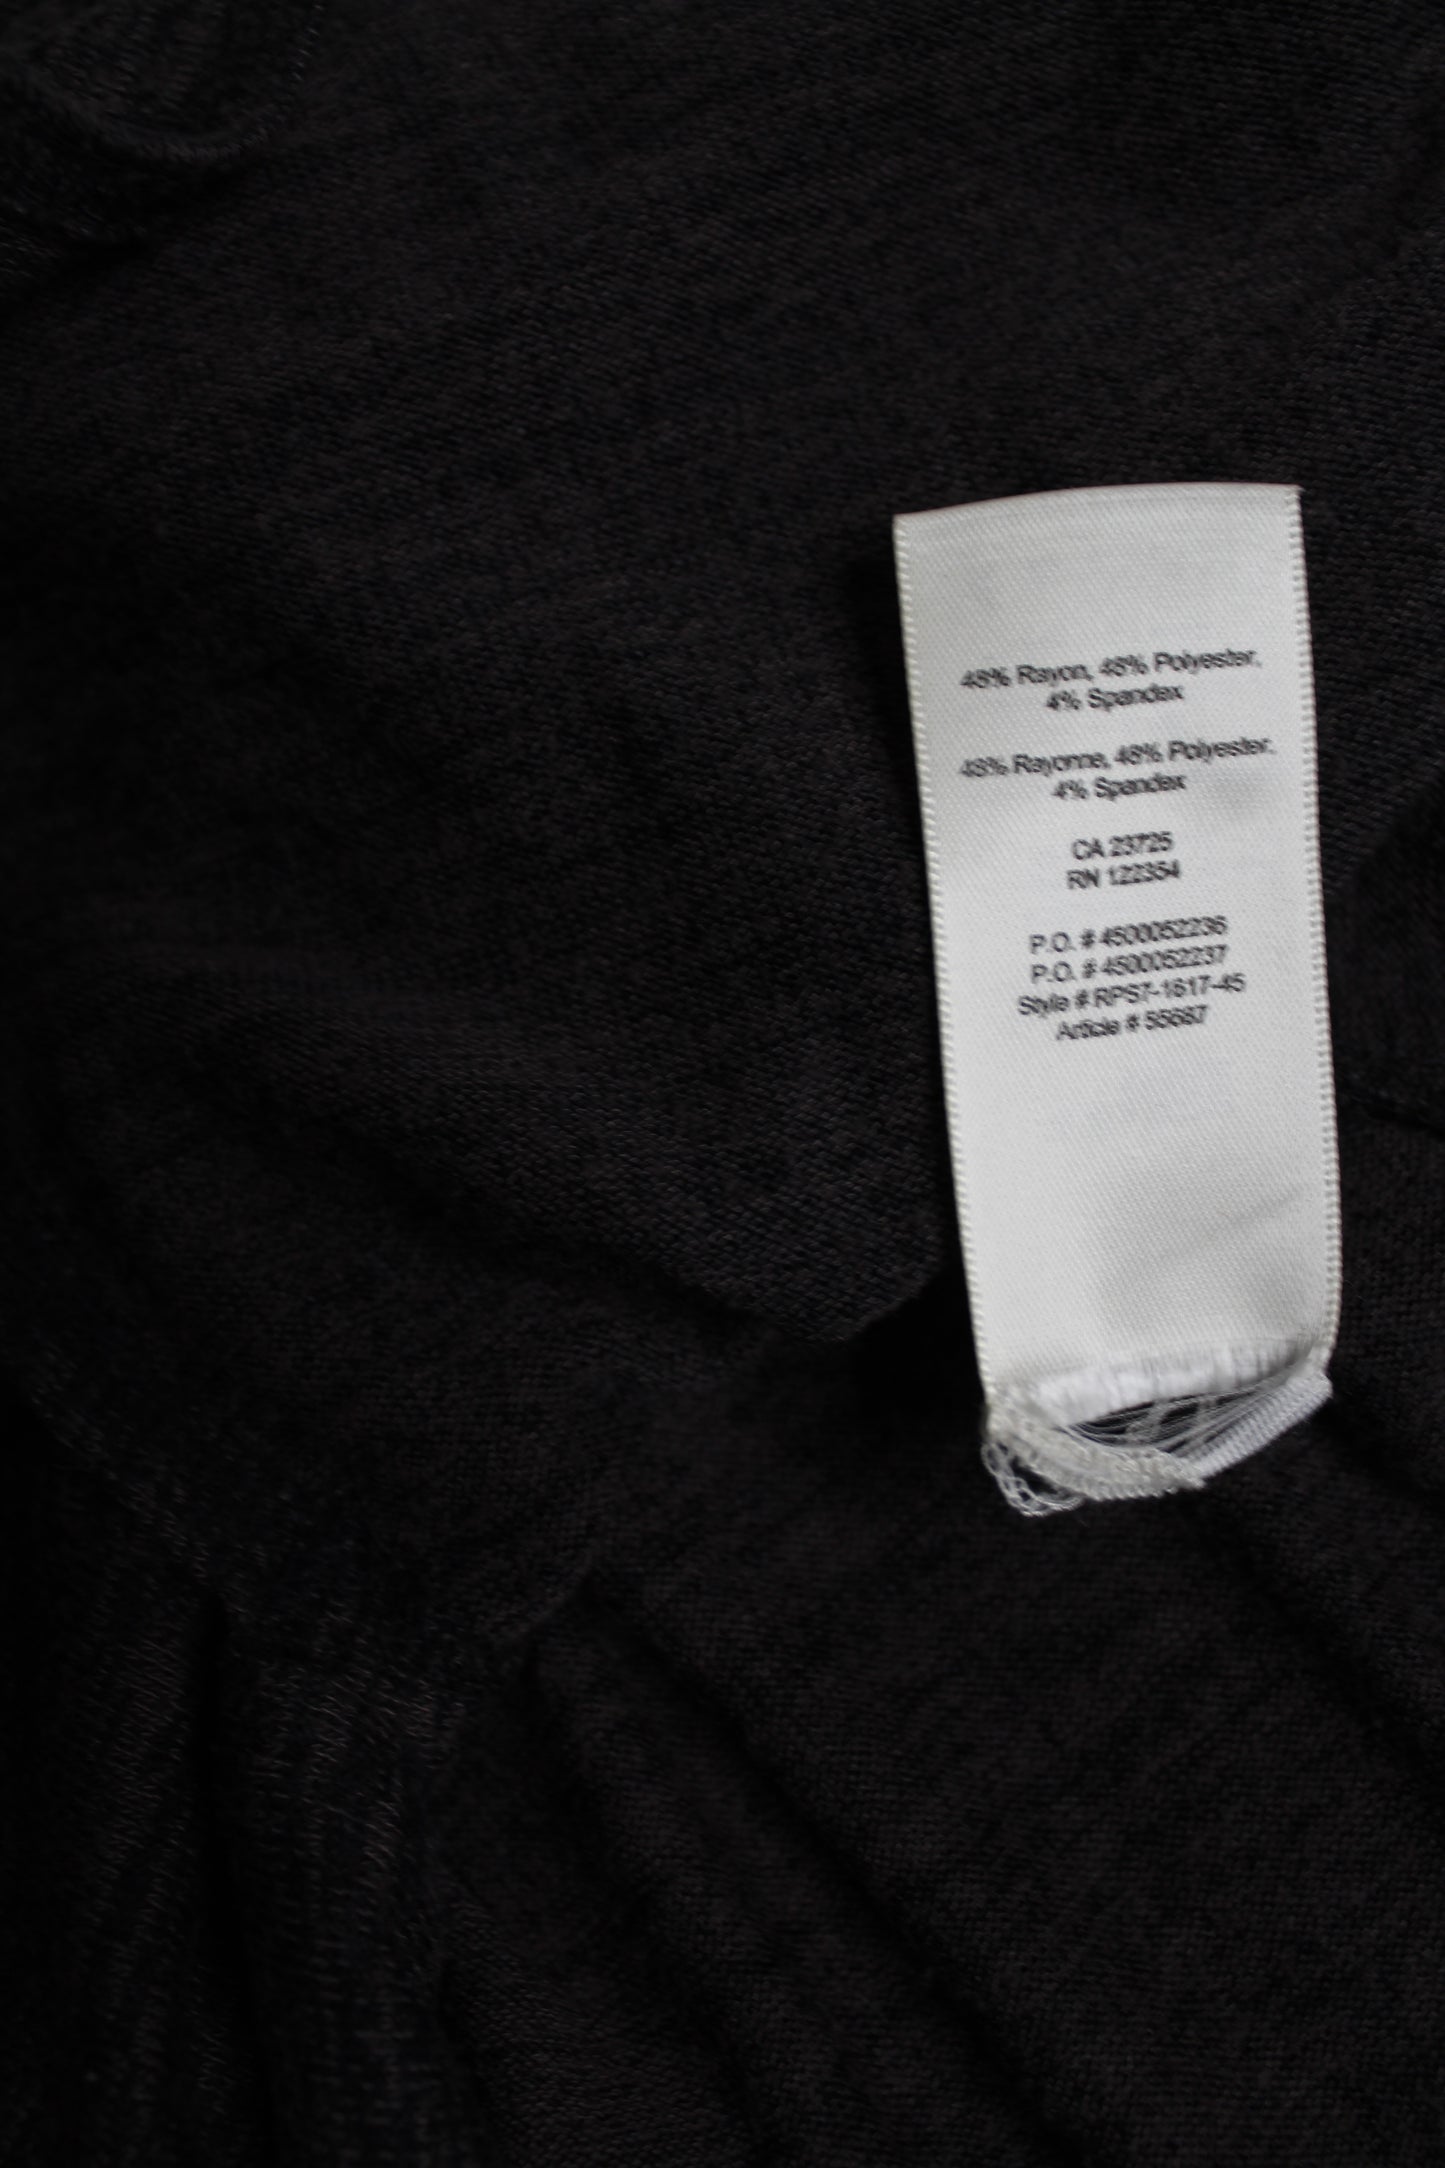 48% Rayon, 48% Polyester,
4% Spandex
48% Rayonne, 48% Polyester,
4% Spandex
CA 23725
RN 122354
P.O. # 4500052236
P.O. # 4500052237
Style # RPS7-1617-45
Article # 55687